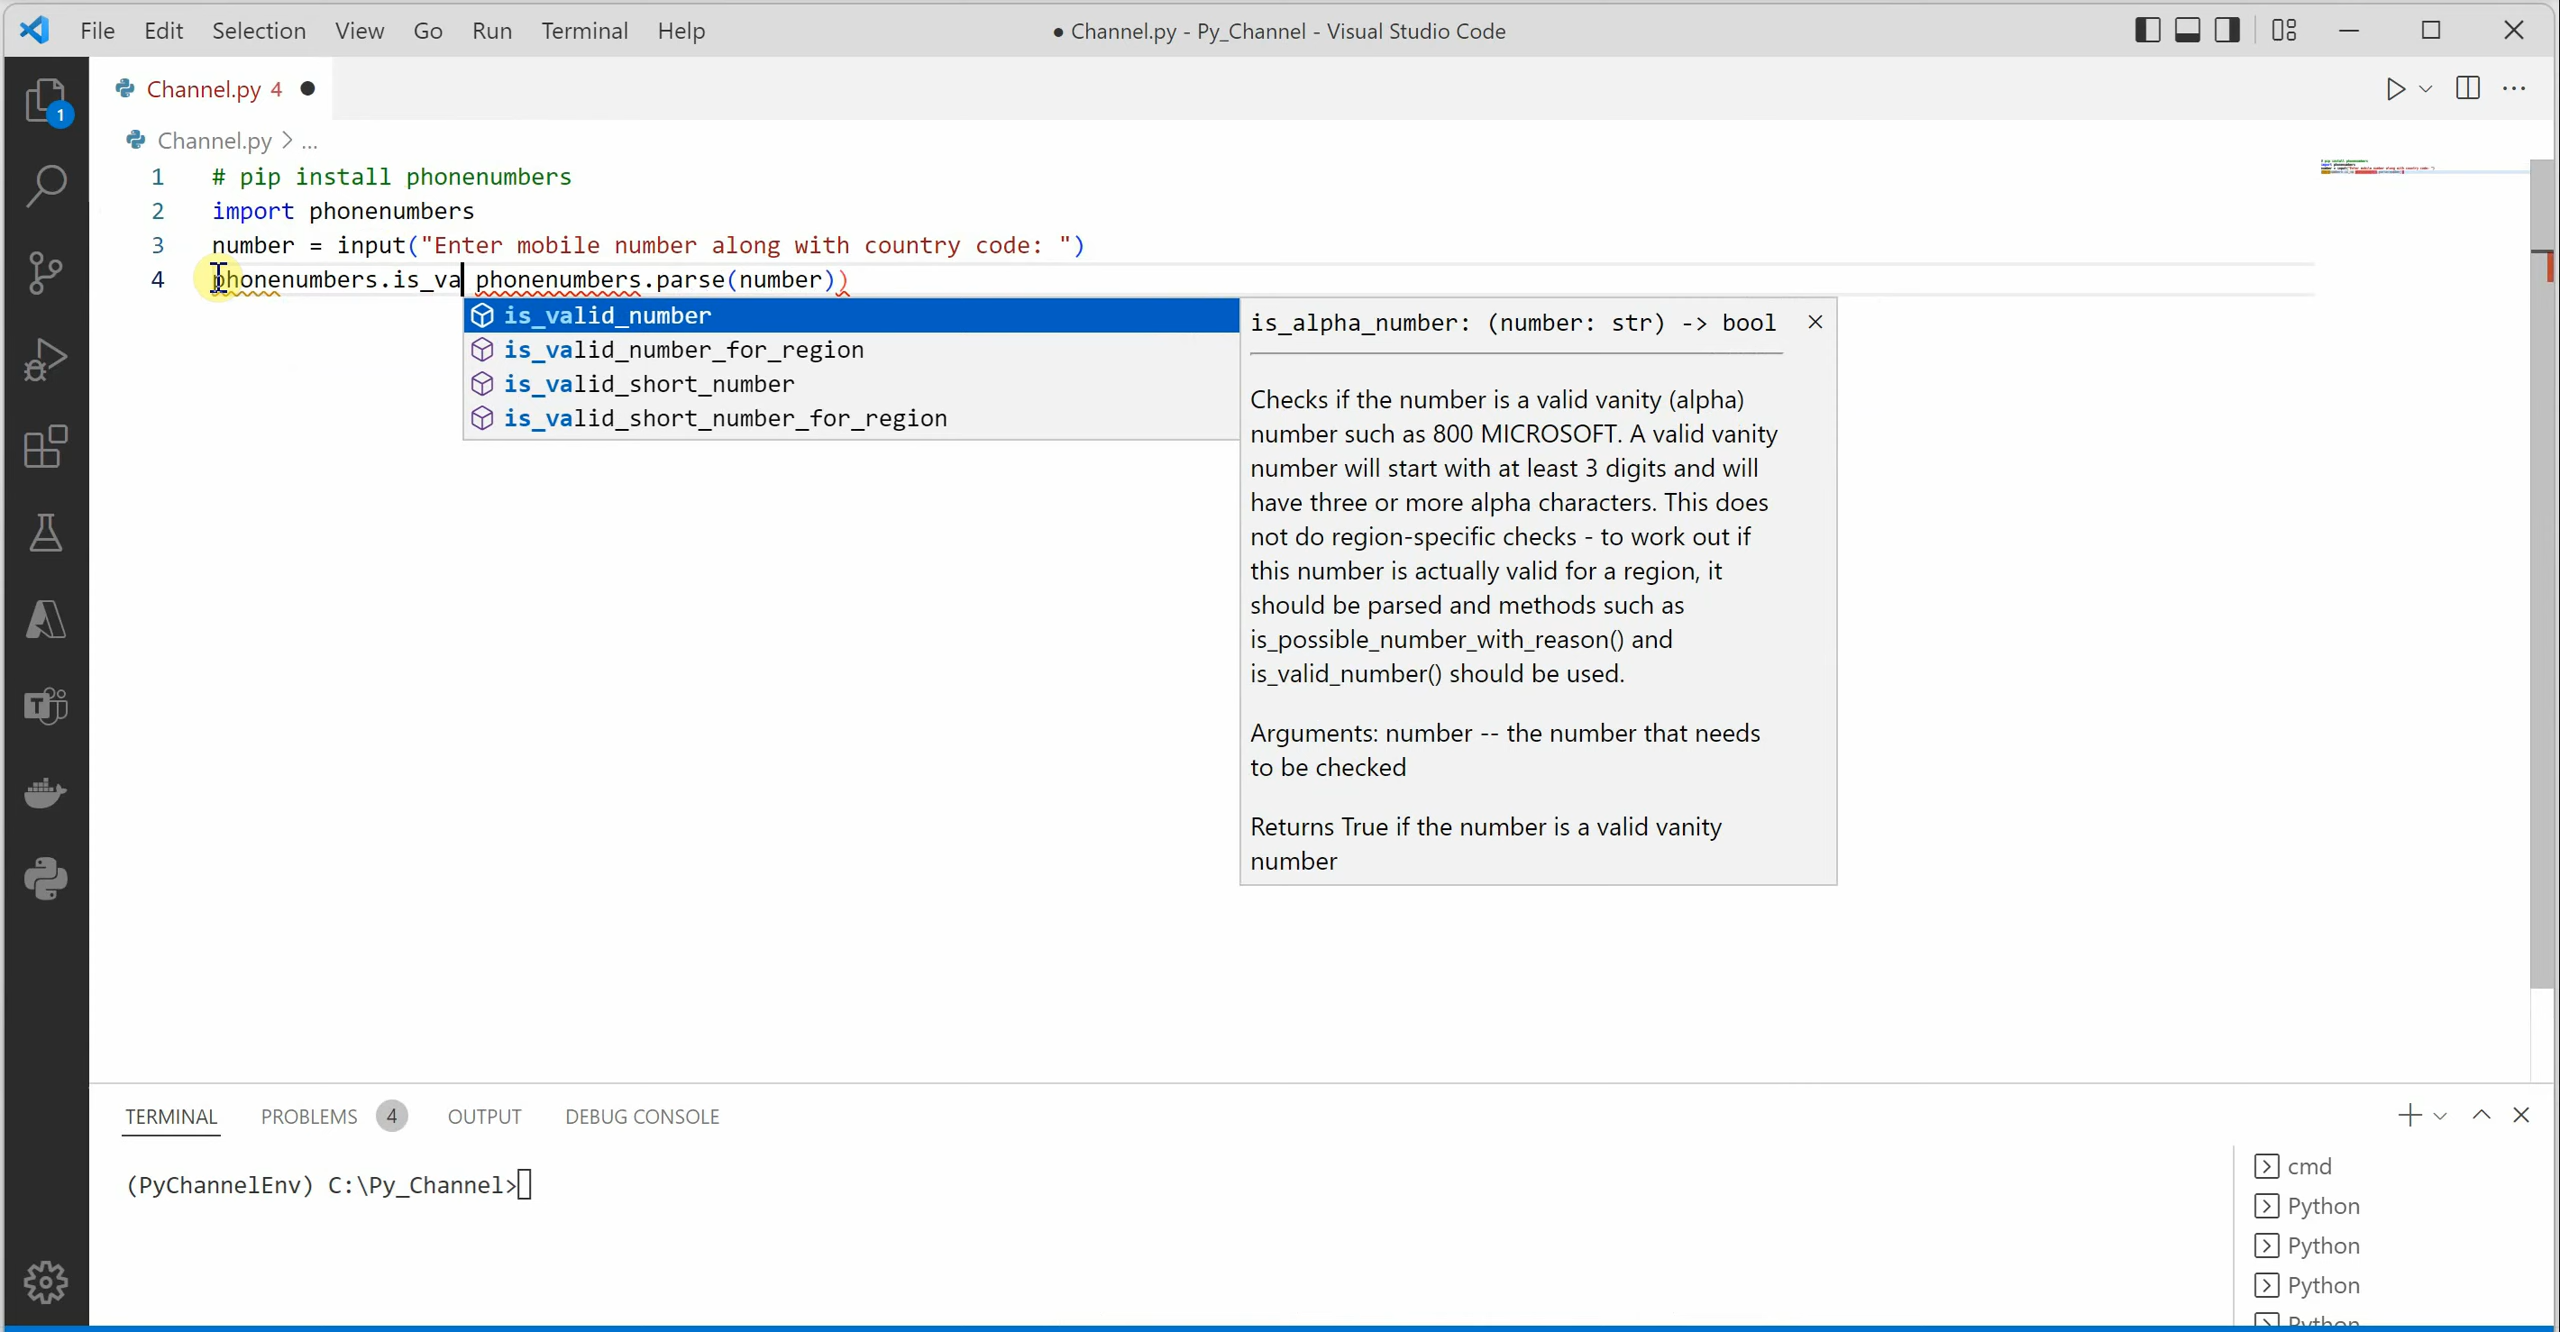 File Edit Selection View Go Run Terminal Help
● Channel.py - Py_Channel - Visual Studio Code
1
Channel.py 4 ●
Channel.py > ...
1 # pip install phonenumbers
2 import phonenumbers
3 number = input("Enter mobile number along with country code: ")
4 phonenumbers.is_va phonenumbers.parse(number))
is_valid_number
is_valid_number_for_region
is_valid_short_number
is_valid_short_number_for_region
is_alpha_number: (number: str) -> bool
Checks if the number is a valid vanity (alpha)
number such as 800 MICROSOFT. A valid vanity
number will start with at least 3 digits and will
have three or more alpha characters. This does
not do region-specific checks - to work out if
this number is actually valid for a region, it
should be parsed and methods such as
is_possible_number_with_reason() and
is_valid_number() should be used.
Arguments: number -- the number that needs
to be checked
Returns True if the number is a valid vanity
number
TERMINAL PROBLEMS 4 OUTPUT DEBUG CONSOLE
(PyChannelEnv) C:\Py_Channel>
cmd
Python
Python
Python
Python